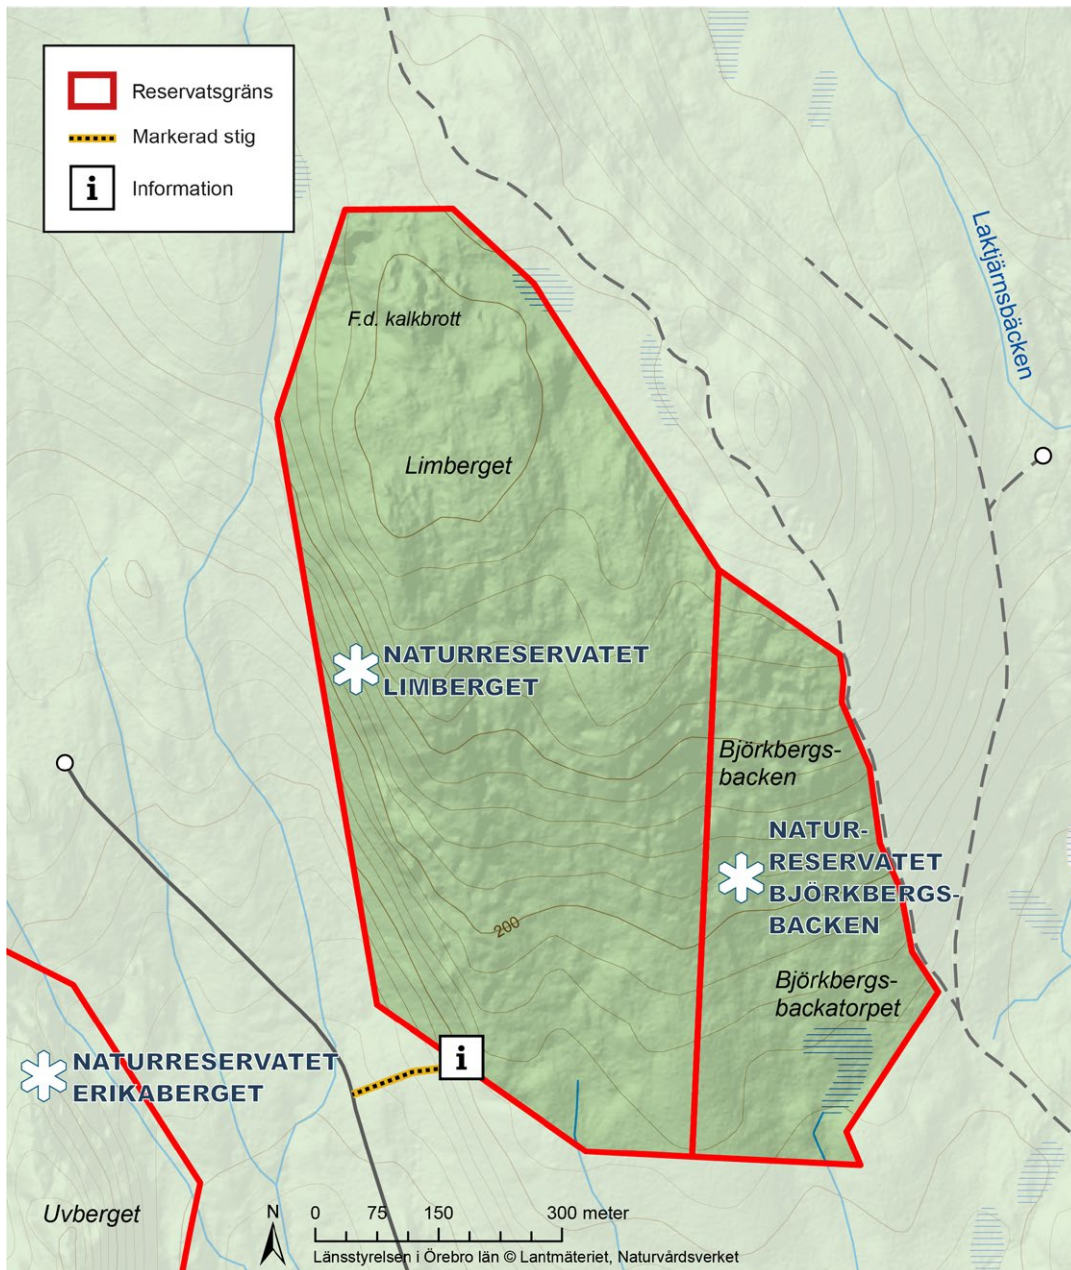 Reservatsgräns
Markerad stig
i Information
Laktjärnsbäcken
F.d. kalkbrott
Limberget
NATURRESERVATET
LIMBERGET
Björkbergs-
backen
NATUR-
RESERVATET
BJÖRKBERGS-
BACKEN
200
Björkbergs-
backatorpet
i
NATURRESERVATET
ERIKABERGET
Uvberget
N
0 75 150 300 meter
Länsstyrelsen i Örebro län © Lantmäteriet, Naturvårdsverket